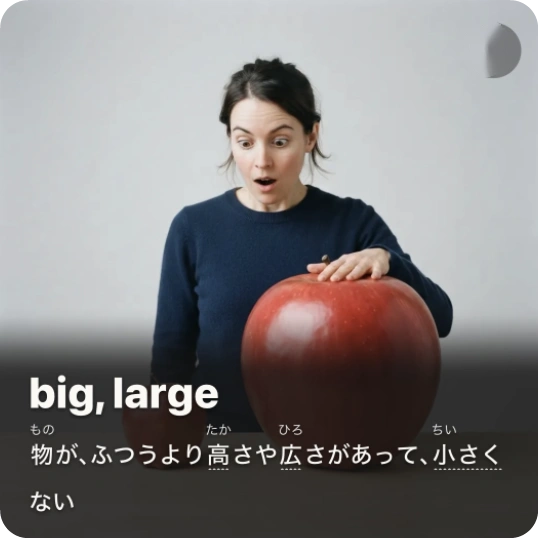 big, large
物が、ふつうより高さや広さがあって、小さく
ない
もの たか ひろ ちい